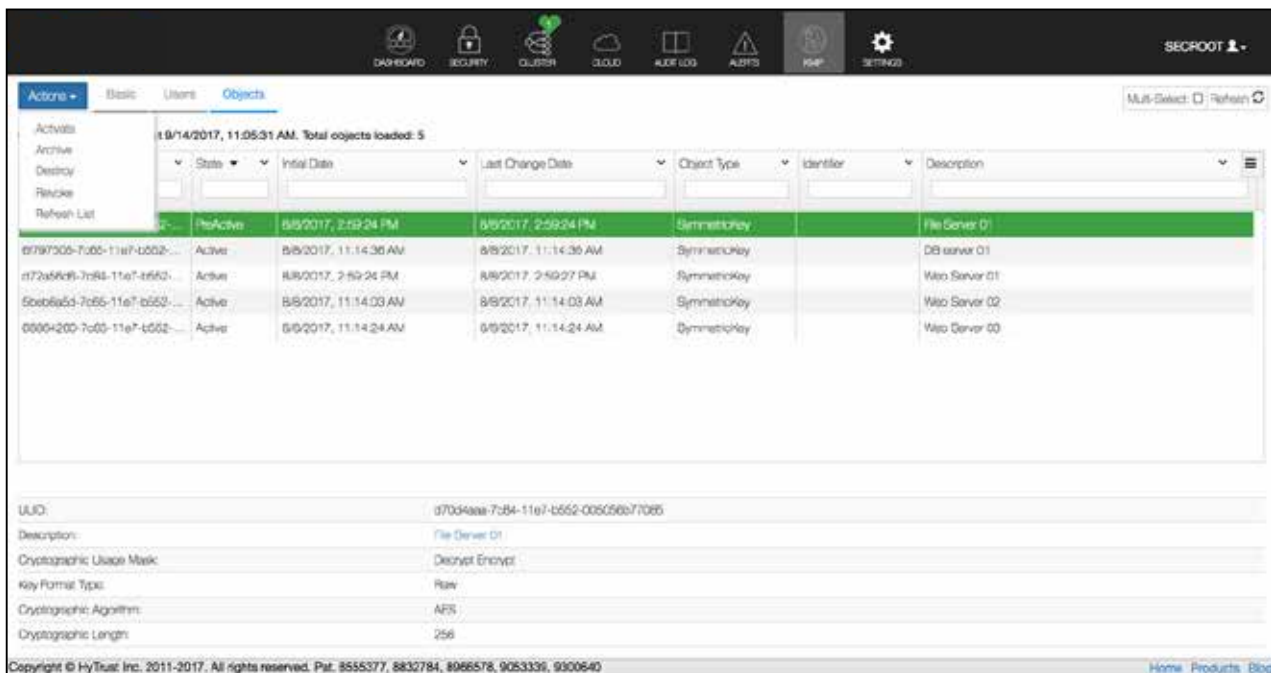 DASHBOARD SECURITY CLUSTER CLOUD AUDIT LOG ALERTS KMIP SETTINGS SECROOT
Actions Basic Users Objects Multi-Select: Refresh
Activate
t 9/14/2017, 11:05:31 AM. Total objects loaded: 5
Archive
State Initial Date Last Change Date Object Type Identifier Description
Destroy
Revoke
Refresh List
PreActive 8/8/2017, 2:59:24 PM 8/8/2017, 2:59:24 PM SymmetricKey File Server 01
Active 8/8/2017, 11:14:36 AM 8/8/2017, 11:14:36 AM SymmetricKey DB server 01
Active 8/8/2017, 2:59:24 PM 8/8/2017, 2:59:27 PM SymmetricKey Web Server 01
Active 8/8/2017, 11:14:03 AM 8/8/2017, 11:14:03 AM SymmetricKey Web Server 02
Active 8/8/2017, 11:14:24 AM 8/8/2017, 11:14:24 AM SymmetricKey Web Server 03
UUID:
Description: File Server 01
Cryptographic Usage Mask: Decrypt Encrypt
Key Format Type: Raw
Cryptographic Algorithm: AES
Cryptographic Length: 256
Copyright © HyTrust Inc. 2011-2017. All rights reserved. Pat. 8555377, 8832784, 8966578, 9053339, 9300640 Home Products Blog